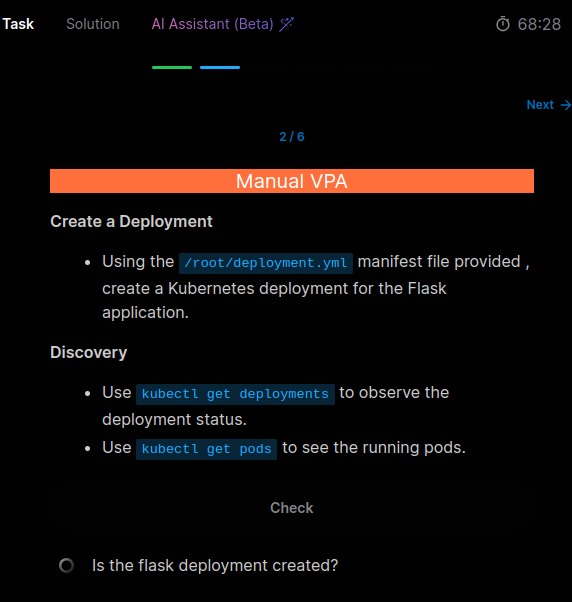 Task Solution AI Assistant (Beta) 68:28
Next →
2 / 6
Manual VPA
Create a Deployment
• Using the /root/deployment.yml manifest file provided ,
create a Kubernetes deployment for the Flask
application.
Discovery
• Use kubectl get deployments to observe the
deployment status.
• Use kubectl get pods to see the running pods.
Check
Is the flask deployment created?